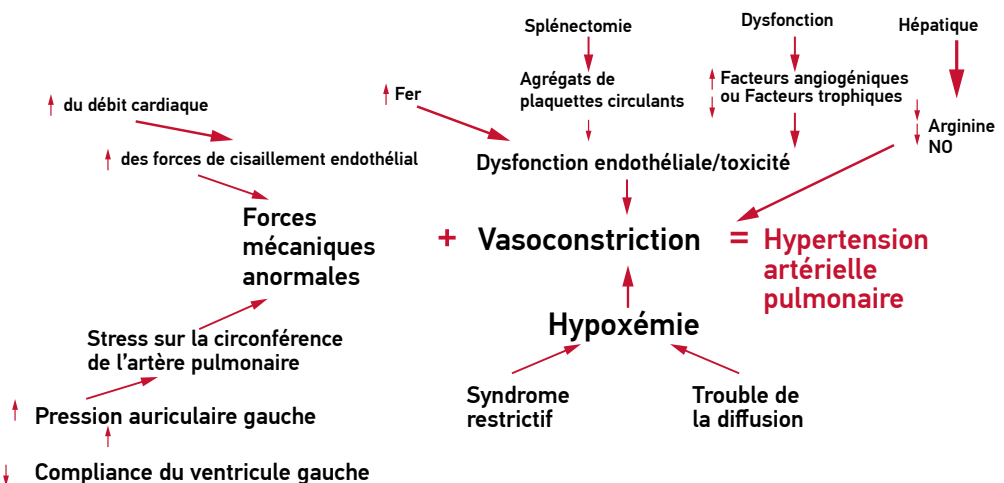 Splénectomie
Dysfonction
Hépatique
↑ du débit cardiaque
↑ Fer
Agrégats de
plaquettes circulants
↑ Facteurs angiogéniques
↓ ou Facteurs trophiques
↓ Arginine
↓ NO
↑ des forces de cisaillement endothélial
Dysfonction endothéliale/toxicité
Forces
mécaniques
anormales
+ Vasoconstriction
= Hypertension
artérielle
pulmonaire
Hypoxémie
Stress sur la circonférence
de l'artère pulmonaire
Syndrome
restrictif
Trouble de
la diffusion
↑ Pression auriculaire gauche
↓ Compliance du ventricule gauche